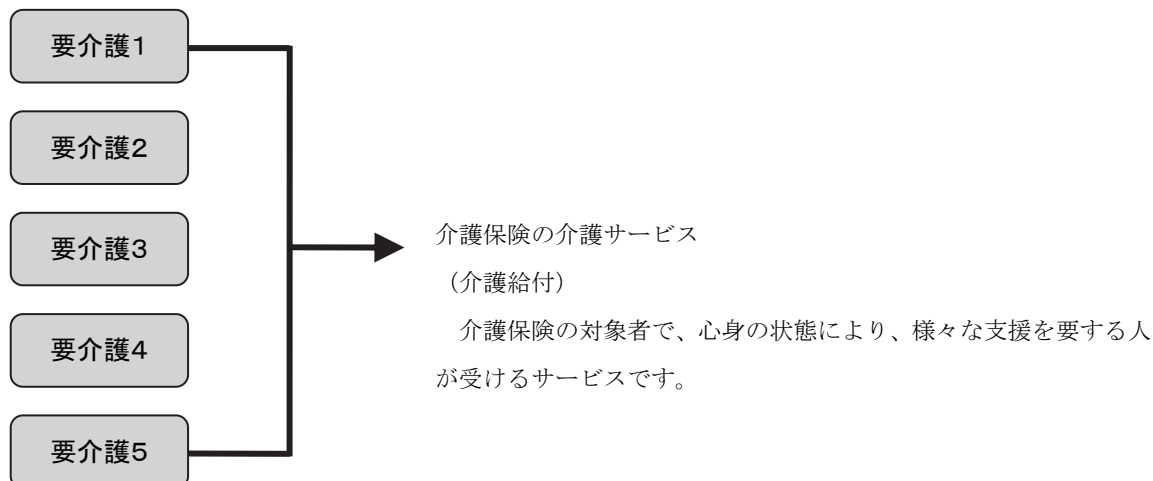 要介護1
要介護2
要介護3
要介護4
要介護5
介護保険の介護サービス
（介護給付）
　介護保険の対象者で、心身の状態により、様々な支援を要する人
が受けるサービスです。